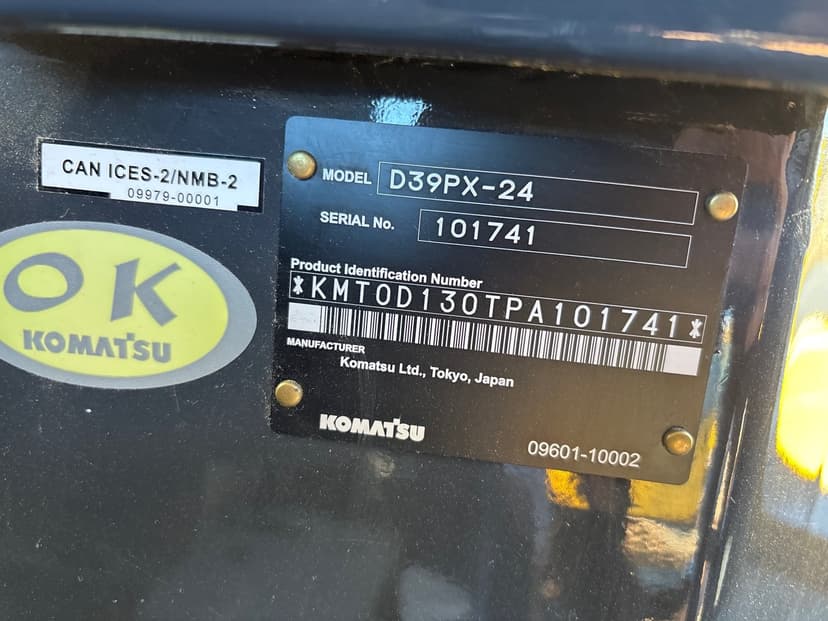 CAN ICES-2/NMB-2
09979-00001
OK
KOMATSU
MODEL D39PX-24
SERIAL No. 101741
Product Identification Number
*KMT0D130TPA101741*
MANUFACTURER
Komatsu Ltd., Tokyo, Japan
KOMATSU
09601-10002